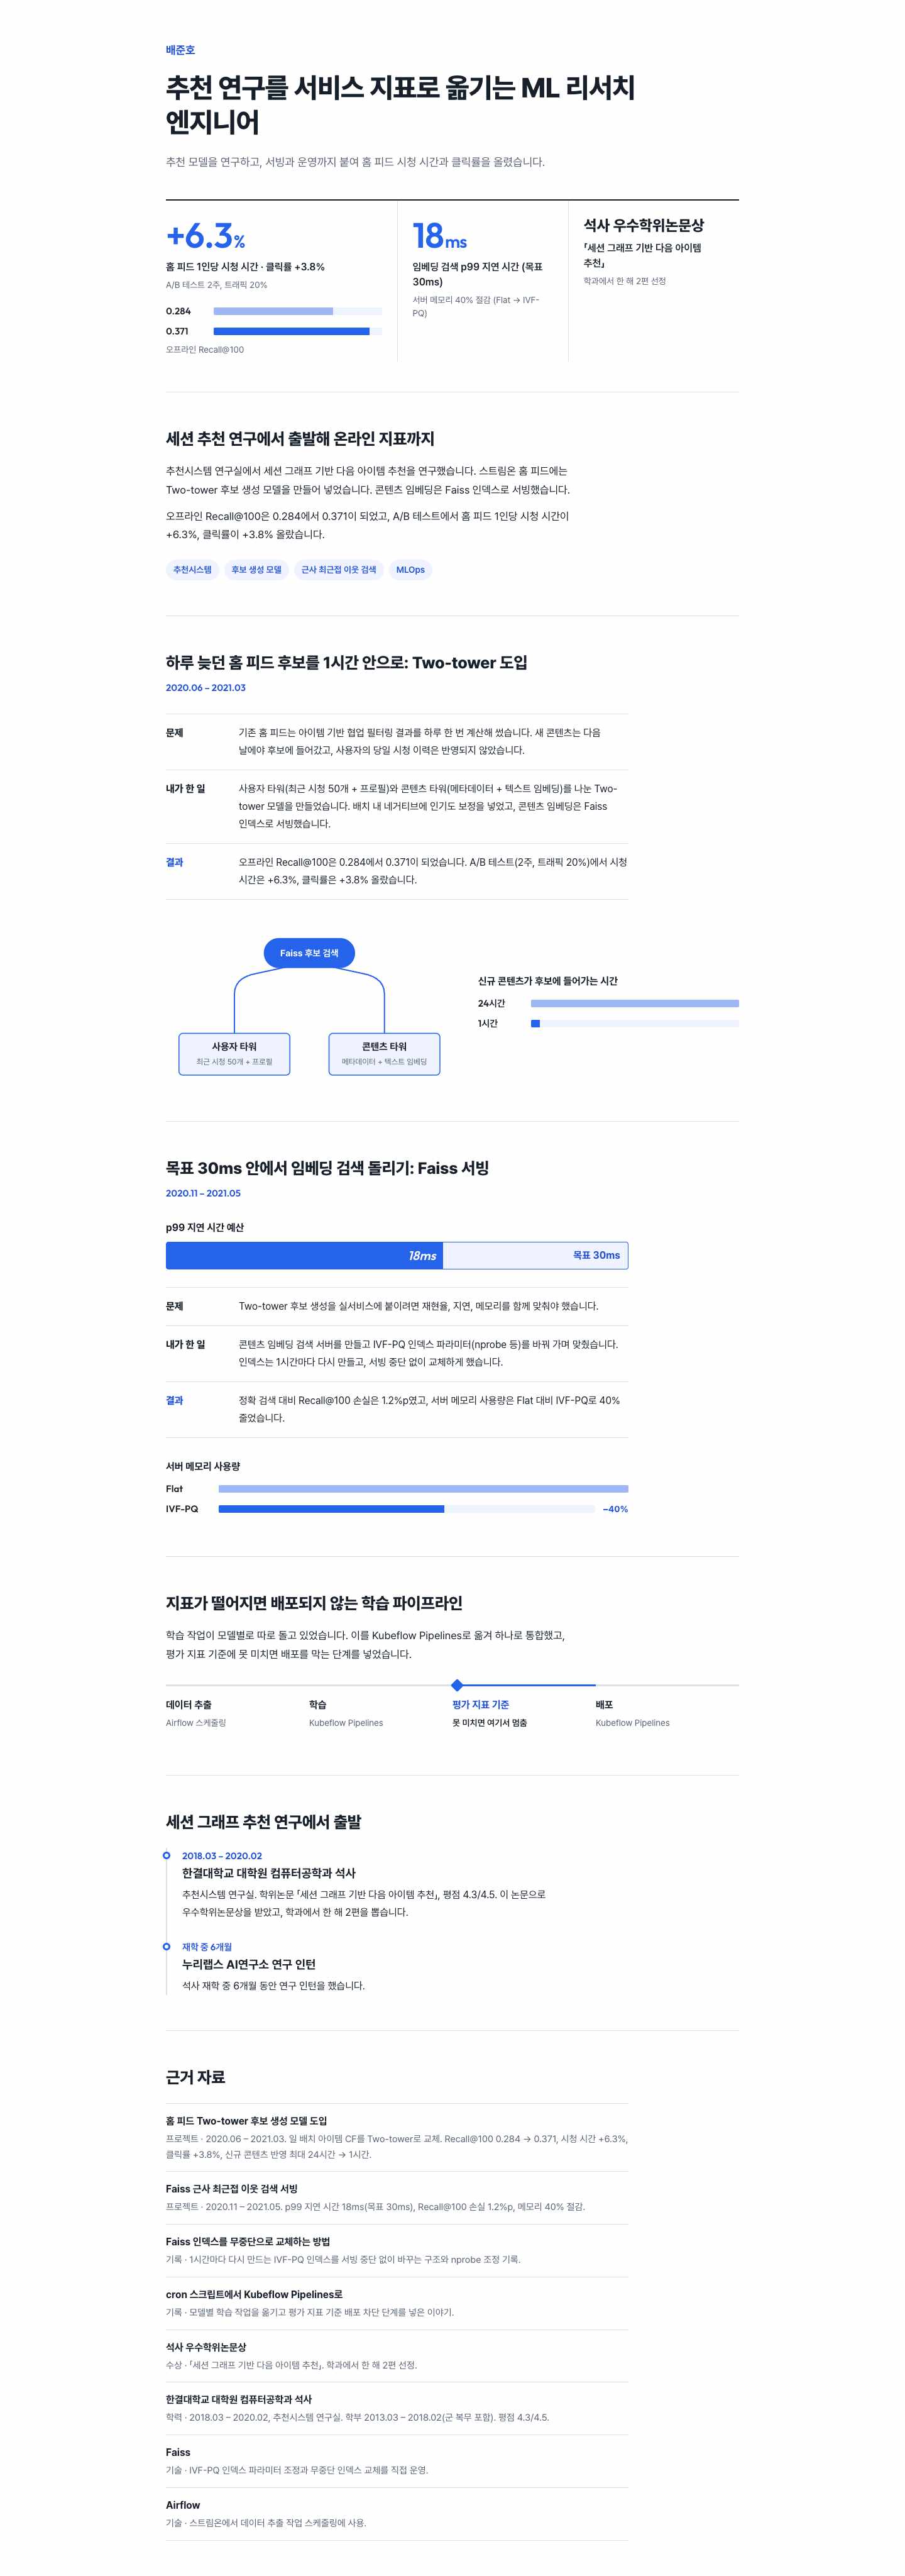 배준호
추천 연구를 서비스 지표로 옮기는 ML 리서치
엔지니어
추천 모델을 연구하고, 서빙과 운영까지 붙여 홈 피드 시청 시간과 클릭률을 올렸습니다.
+6.3%
홈 피드 1인당 시청 시간 · 클릭률 +3.8%
A/B 테스트 2주, 트래픽 20%
0.284
0.371
오프라인 Recall@100
18ms
임베딩 검색 p99 지연 시간 (목표
30ms)
서버 메모리 40% 절감 (Flat → IVF-
PQ)
석사 우수학위논문상
「세션 그래프 기반 다음 아이템
추천」
학과에서 한 해 2편 선정
세션 추천 연구에서 출발해 온라인 지표까지
추천시스템 연구실에서 세션 그래프 기반 다음 아이템 추천을 연구했습니다. 스트림온 홈 피드에는
Two-tower 후보 생성 모델을 만들어 넣었습니다. 콘텐츠 임베딩은 Faiss 인덱스로 서빙했습니다.
오프라인 Recall@100은 0.284에서 0.371이 되었고, A/B 테스트에서 홈 피드 1인당 시청 시간이
+6.3%, 클릭률이 +3.8% 올랐습니다.
추천시스템
후보 생성 모델
근사 최근접 이웃 검색
MLOps
하루 늦던 홈 피드 후보를 1시간 안으로: Two-tower 도입
2020.06 – 2021.03
문제
기존 홈 피드는 아이템 기반 협업 필터링 결과를 하루 한 번 계산해 썼습니다. 새 콘텐츠는 다음
날에야 후보에 들어갔고, 사용자의 당일 시청 이력은 반영되지 않았습니다.
내가 한 일
사용자 타워(최근 시청 50개 + 프로필)와 콘텐츠 타워(메타데이터 + 텍스트 임베딩)를 나눈 Two-
tower 모델을 만들었습니다. 배치 내 네거티브에 인기도 보정을 넣었고, 콘텐츠 임베딩은 Faiss
인덱스로 서빙했습니다.
결과
오프라인 Recall@100은 0.284에서 0.371이 되었습니다. A/B 테스트(2주, 트래픽 20%)에서 시청
시간은 +6.3%, 클릭률은 +3.8% 올랐습니다.
Faiss 후보 검색
사용자 타워
최근 시청 50개 + 프로필
콘텐츠 타워
메타데이터 + 텍스트 임베딩
신규 콘텐츠가 후보에 들어가는 시간
24시간
1시간
목표 30ms 안에서 임베딩 검색 돌리기: Faiss 서빙
2020.11 – 2021.05
p99 지연 시간 예산
18ms
목표 30ms
문제
Two-tower 후보 생성을 실서비스에 붙이려면 재현율, 지연, 메모리를 함께 맞춰야 했습니다.
내가 한 일
콘텐츠 임베딩 검색 서버를 만들고 IVF-PQ 인덱스 파라미터(nprobe 등)를 바꿔 가며 맞췄습니다.
인덱스는 1시간마다 다시 만들고, 서빙 중단 없이 교체하게 했습니다.
결과
정확 검색 대비 Recall@100 손실은 1.2%p였고, 서버 메모리 사용량은 Flat 대비 IVF-PQ로 40%
줄었습니다.
서버 메모리 사용량
Flat
IVF-PQ
−40%
지표가 떨어지면 배포되지 않는 학습 파이프라인
학습 작업이 모델별로 따로 돌고 있었습니다. 이를 Kubeflow Pipelines로 옮겨 하나로 통합했고,
평가 지표 기준에 못 미치면 배포를 막는 단계를 넣었습니다.
데이터 추출
Airflow 스케줄링
학습
Kubeflow Pipelines
평가 지표 기준
못 미치면 여기서 멈춤
배포
Kubeflow Pipelines
세션 그래프 추천 연구에서 출발
2018.03 – 2020.02
한결대학교 대학원 컴퓨터공학과 석사
추천시스템 연구실. 학위논문 「세션 그래프 기반 다음 아이템 추천」, 평점 4.3/4.5. 이 논문으로
우수학위논문상을 받았고, 학과에서 한 해 2편을 뽑습니다.
재학 중 6개월
누리랩스 AI연구소 연구 인턴
석사 재학 중 6개월 동안 연구 인턴을 했습니다.
근거 자료
홈 피드 Two-tower 후보 생성 모델 도입
프로젝트 · 2020.06 – 2021.03. 일 배치 아이템 CF를 Two-tower로 교체. Recall@100 0.284 → 0.371, 시청 시간 +6.3%,
클릭률 +3.8%, 신규 콘텐츠 반영 최대 24시간 → 1시간.
Faiss 근사 최근접 이웃 검색 서빙
프로젝트 · 2020.11 – 2021.05. p99 지연 시간 18ms(목표 30ms), Recall@100 손실 1.2%p, 메모리 40% 절감.
Faiss 인덱스를 무중단으로 교체하는 방법
기록 · 1시간마다 다시 만드는 IVF-PQ 인덱스를 서빙 중단 없이 바꾸는 구조와 nprobe 조정 기록.
cron 스크립트에서 Kubeflow Pipelines로
기록 · 모델별 학습 작업을 옮기고 평가 지표 기준 배포 차단 단계를 넣은 이야기.
석사 우수학위논문상
수상 · 「세션 그래프 기반 다음 아이템 추천」. 학과에서 한 해 2편 선정.
한결대학교 대학원 컴퓨터공학과 석사
학력 · 2018.03 – 2020.02, 추천시스템 연구실. 학부 2013.03 – 2018.02(군 복무 포함). 평점 4.3/4.5.
Faiss
기술 · IVF-PQ 인덱스 파라미터 조정과 무중단 인덱스 교체를 직접 운영.
Airflow
기술 · 스트림온에서 데이터 추출 작업 스케줄링에 사용.